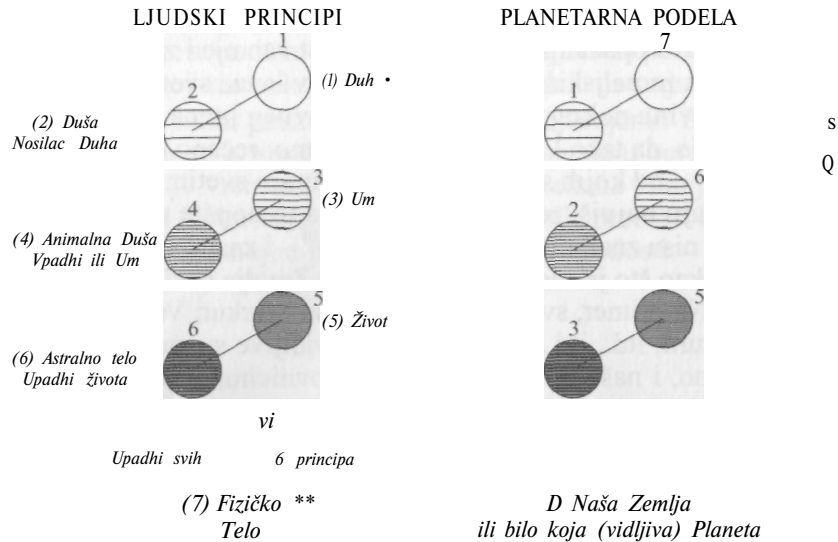 LJUDSKI PRINCIPI
1
(1) Duh •
2
(2) Duša
Nosilac Duha
3
(3) Um
4
(4) Animalna Duša
Vpadhi ili Um
5
(5) Život
6
(6) Astralno telo
Upadhi života
vi
Upadhi svih 6 principa
(7) Fizičko **
Telo
PLANETARNA PODELA
7
1
s
Q
6
2
5
3
D Naša Zemlja
ili bilo koja (vidljiva) Planeta